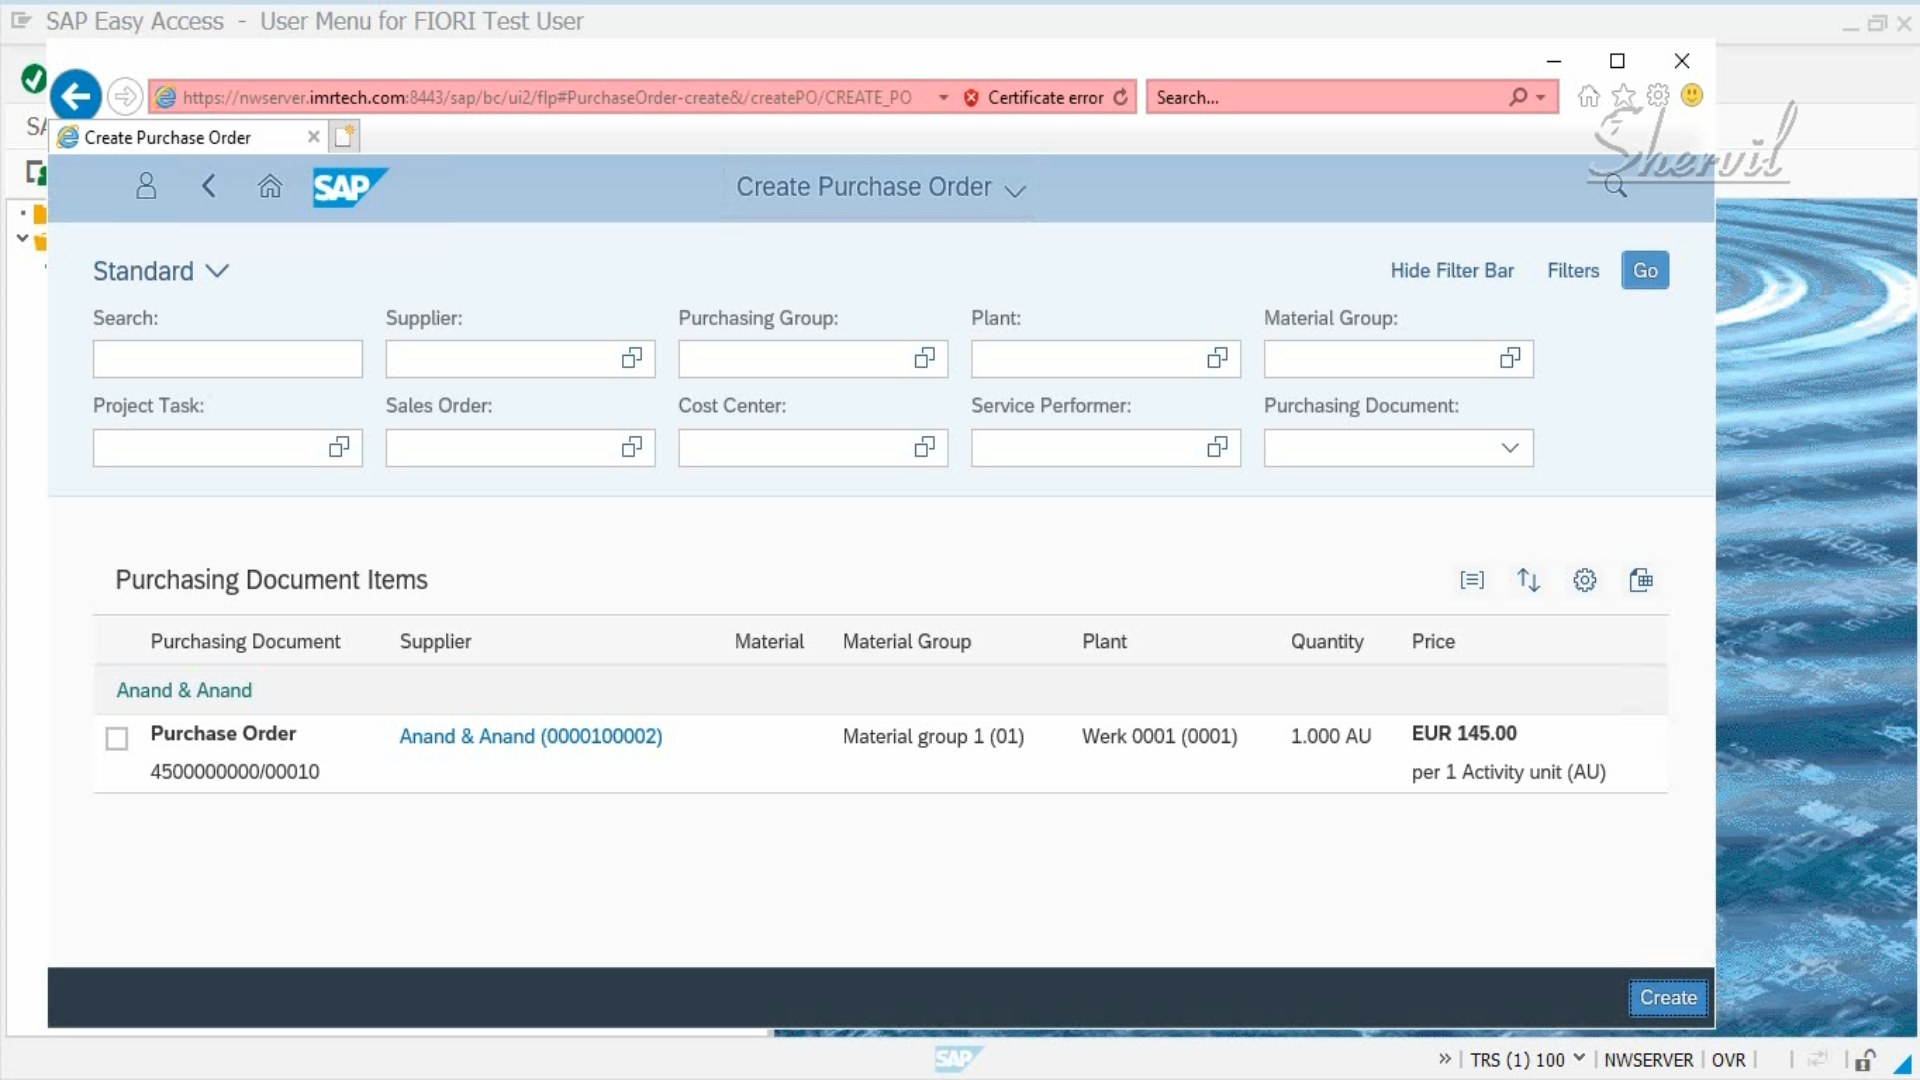 SAP Easy Access - User Menu for FIORI Test User
https://nwserver.imrtech.com:8443/sap/bc/ui2/flp#PurchaseOrder-create&/createPO/CREATE_PO Certificate error Search...
SA
Create Purchase Order
Shervil
SAP Create Purchase Order
Standard Hide Filter Bar Filters Go
Search: Supplier: Purchasing Group: Plant: Material Group:
Project Task: Sales Order: Cost Center: Service Performer: Purchasing Document:
Purchasing Document Items
Purchasing Document Supplier Material Material Group Plant Quantity Price
Anand & Anand
Purchase Order Anand & Anand (0000100002) Material group 1 (01) Werk 0001 (0001) 1.000 AU EUR 145.00
4500000000/00010 per 1 Activity unit (AU)
Create
SAP » TRS (1) 100 NWSERVER OVR